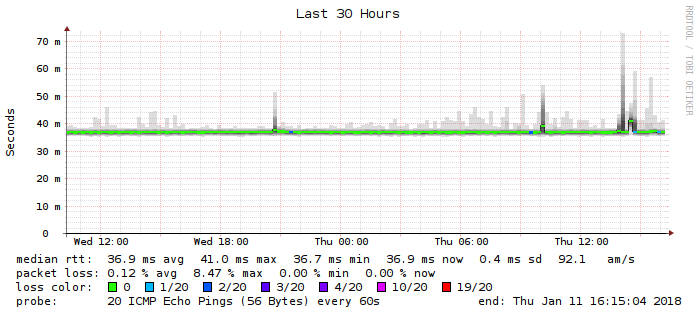 Last 30 Hours
RRDTOOL / TOBI OETIKER
Seconds
70 m
60 m
50 m
40 m
30 m
20 m
10 m
0
Wed 12:00 Wed 18:00 Thu 00:00 Thu 06:00 Thu 12:00
median rtt: 36.9 ms avg 41.0 ms max 36.7 ms min 36.9 ms now 0.4 ms sd 92.1 am/s
packet loss: 0.12 % avg 8.47 % max 0.00 % min 0.00 % now
loss color: 0 1/20 2/20 3/20 4/20 10/20 19/20
probe: 20 ICMP Echo Pings (56 Bytes) every 60s end: Thu Jan 11 16:15:04 2018